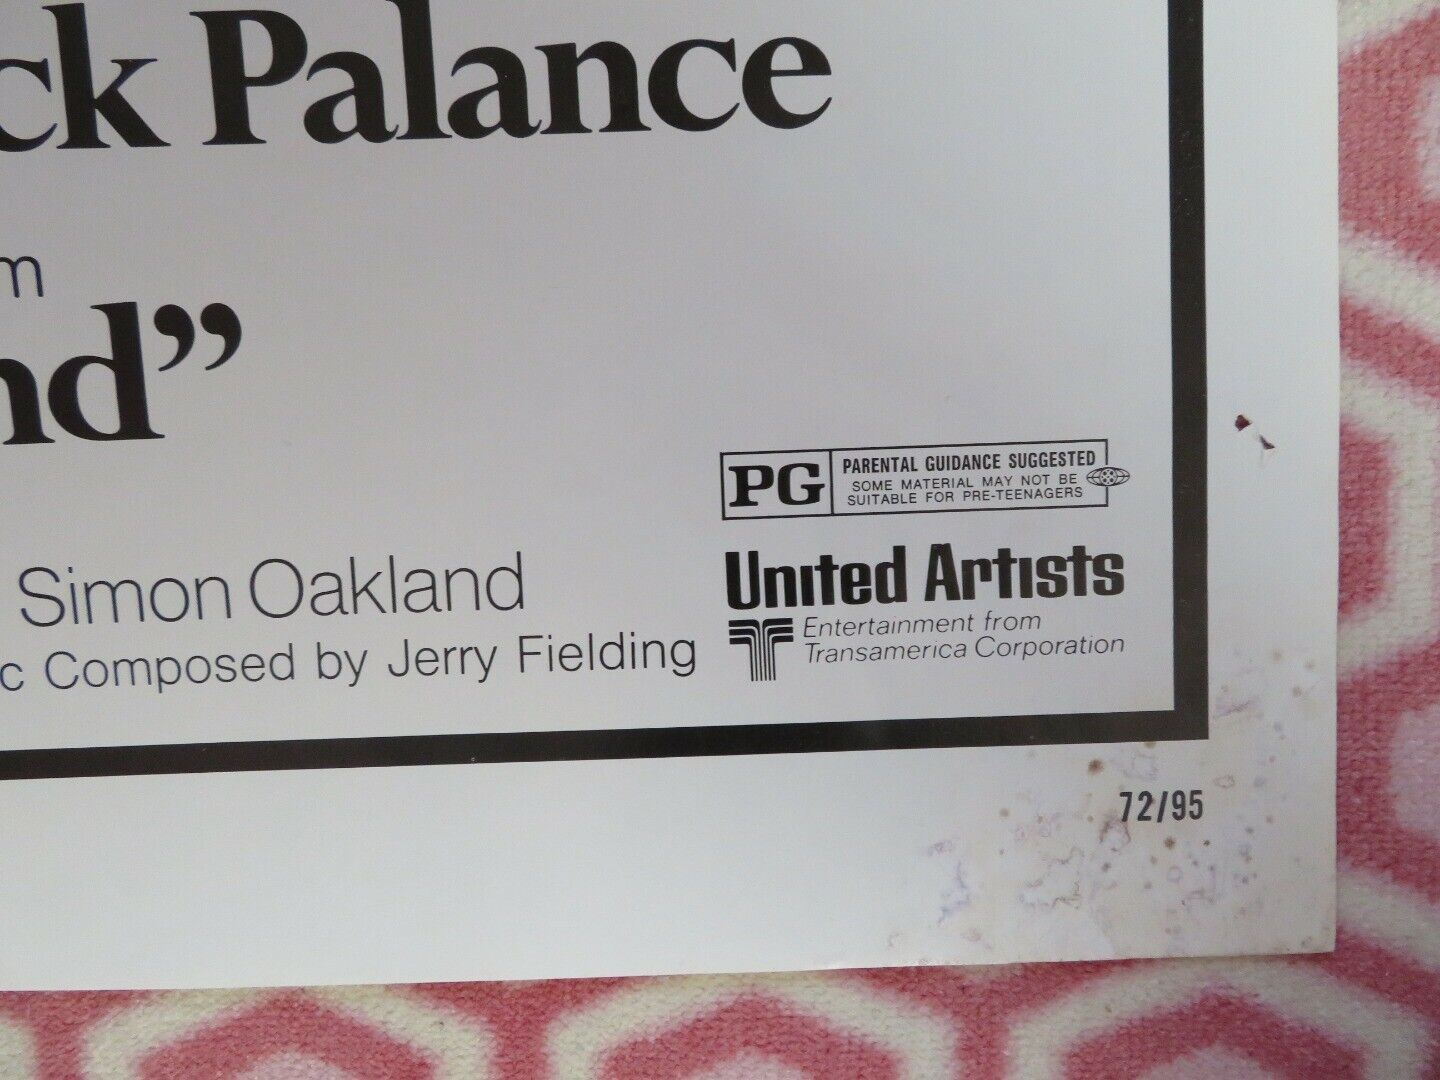 ck Palance
m
nd”
PG
PARENTAL GUIDANCE SUGGESTED
SOME MATERIAL MAY NOT BE
SUITABLE FOR PRE-TEENAGERS
Simon Oakland
c Composed by Jerry Fielding
United Artists
Entertainment from
Transamerica Corporation
72/95